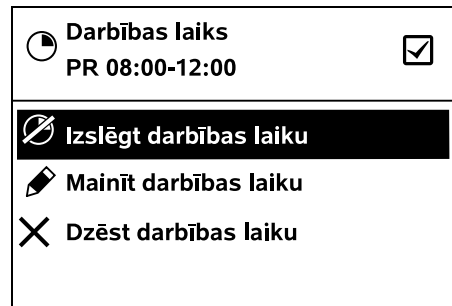 Darbības laiks
PR 08:00-12:00
Izslēgt darbības laiku
Mainīt darbības laiku
Dzēst darbības laiku